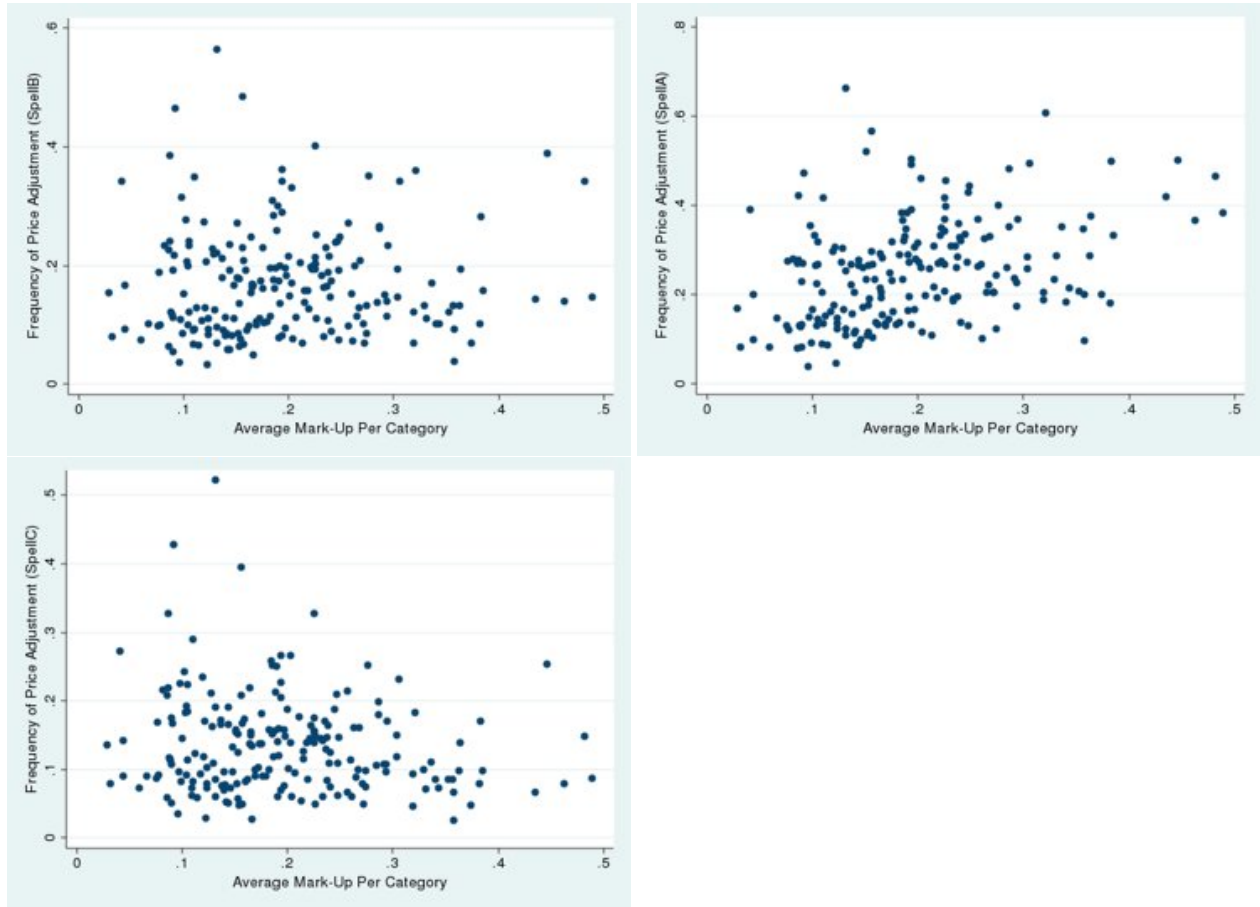 Frequency of Price Adjustment (SpellB)
.6
.4
.2
0
0 .1 .2 .3 .4 .5
Average Mark-Up Per Category
Frequency of Price Adjustment (SpellA)
.8
.6
.4
.2
0
0 .1 .2 .3 .4 .5
Average Mark-Up Per Category
Frequency of Price Adjustment (SpellC)
.5
.4
.3
.2
.1
0
0 .1 .2 .3 .4 .5
Average Mark-Up Per Category